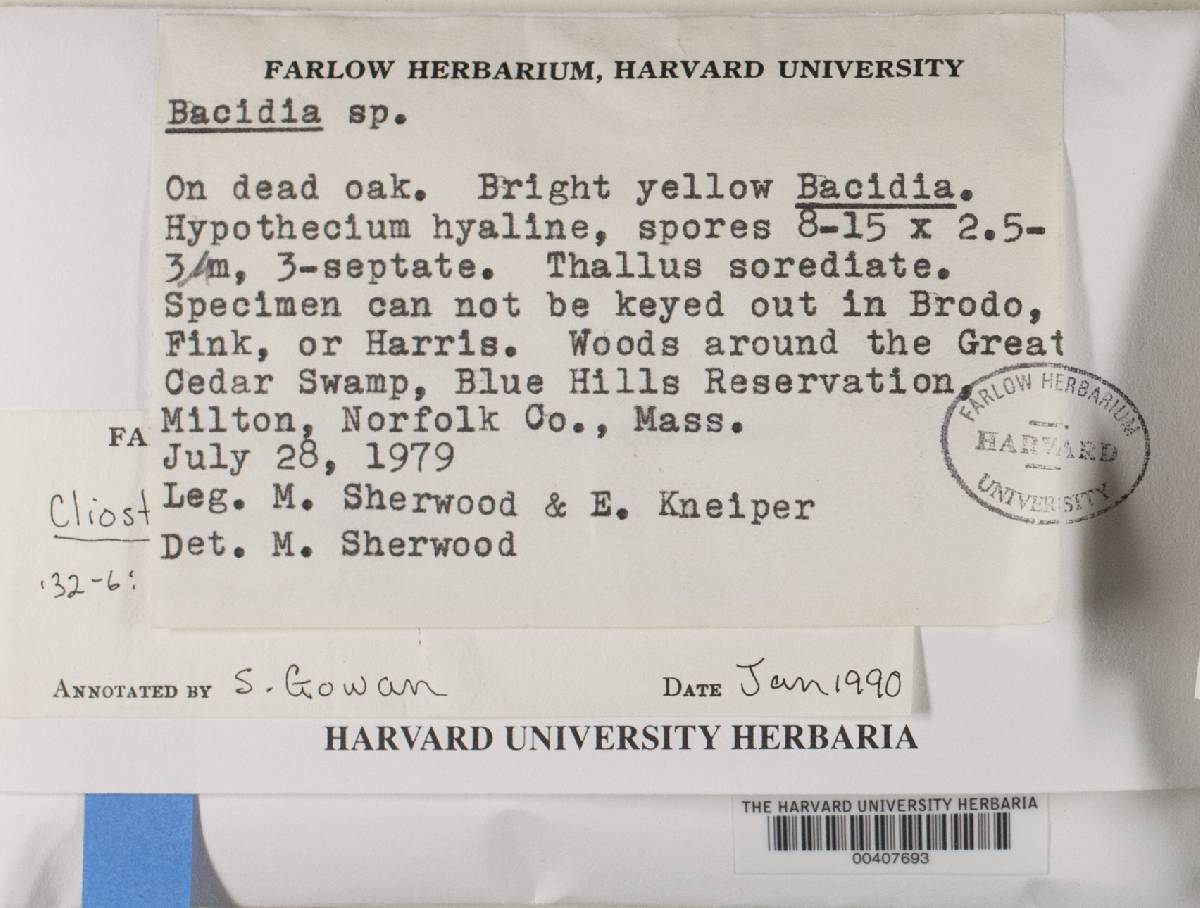 FARLOW HERBARIUM, HARVARD UNIVERSITY
Bacidia sp.
On dead oak. Bright yellow Bacidia.
Hypothecium hyaline, spores 8-15 x 2.5-
3/m, 3-septate. Thallus sorediate.
Specimen can not be keyed out in Brodo,
Fink, or Harris. Woods around the Great
Cedar Swamp, Blue Hills Reservation,
Milton, Norfolk Co., Mass.
July 28, 1979
Leg. M. Sherwood & E. Kneiper
Det. M. Sherwood
FARLOW HERBARIUM
HARVARD
UNIVERSITY
FA
Cliost
'32-6
ANNOTATED BY S. Gowan DATE Jan 1990
HARVARD UNIVERSITY HERBARIA
THE HARVARD UNIVERSITY HERBARIA
00407693